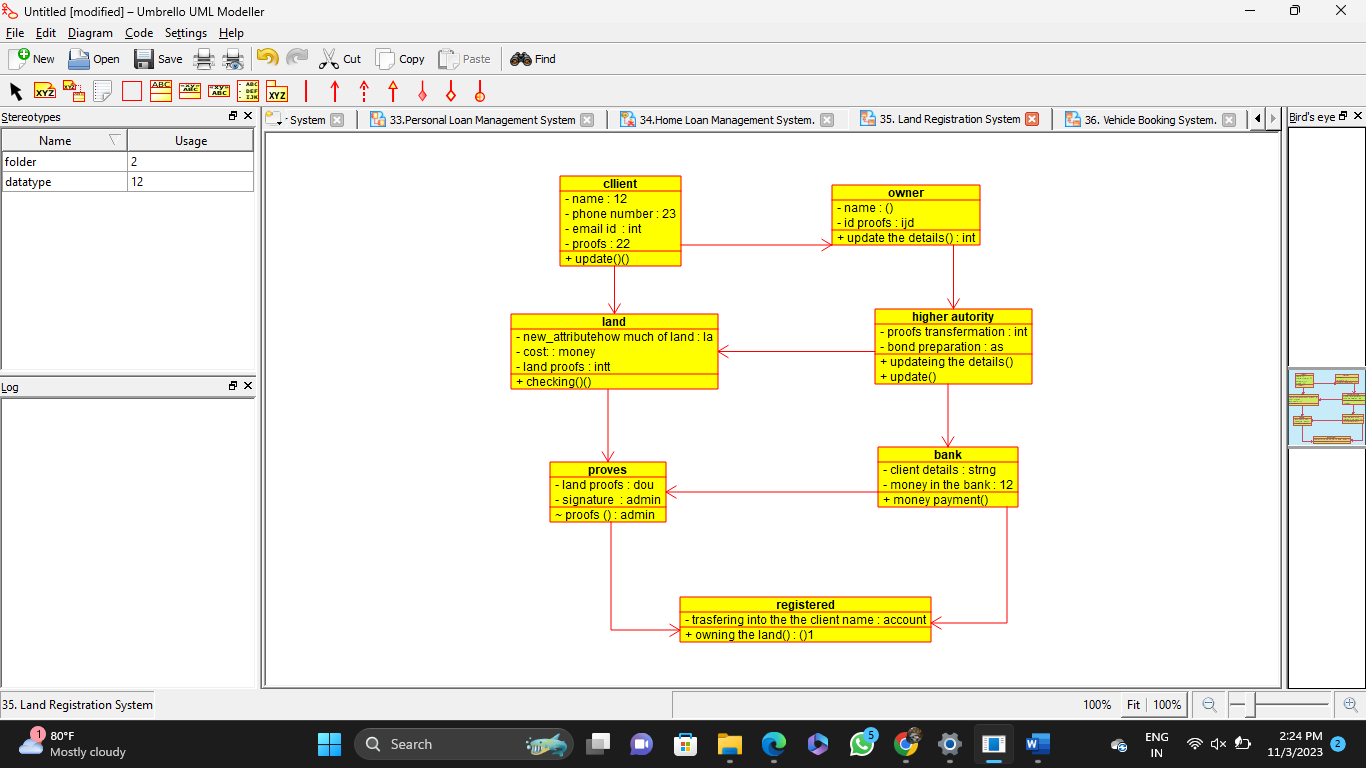 Untitled [modified] – Umbrello UML Modeller
File Edit Diagram Code Settings Help
New Open Save Cut Copy Paste Find
Stereotypes
Name Usage
folder 2
datatype 12
Log
System 33.Personal Loan Management System 34.Home Loan Management System. 35. Land Registration System 36. Vehicle Booking System.
Bird's eye
cllient
- name : 12
- phone number : 23
- email id : int
- proofs : 22
+ update()()
owner
- name : ()
- id proofs : ijd
+ update the details() : int
land
- new_attributehow much of land : la
- cost: : money
- land proofs : intt
+ checking()()
higher autority
- proofs transfermation : int
- bond preparation : as
+ updateing the details()
+ update()
proves
- land proofs : dou
- signature : admin
~ proofs () : admin
bank
- client details : strng
- money in the bank : 12
+ money payment()
registered
- trasfering into the the client name : account
+ owning the land() : ()1
35. Land Registration System
100% Fit 100%
1
80°F
Mostly cloudy
Search
5
ENG
IN
2:24 PM
11/3/2023
2